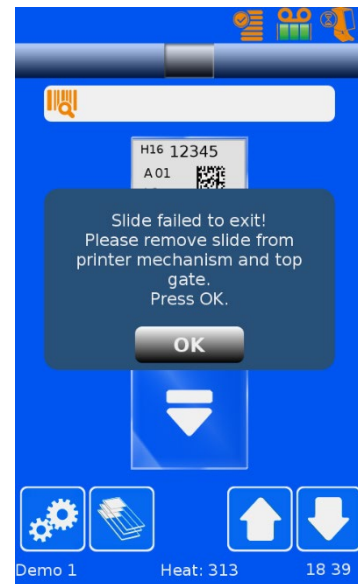 H16 12345
A 01
Slide failed to exit!
Please remove slide from
printer mechanism and top
gate.
Press OK.
OK
Demo 1 Heat: 313 18 39